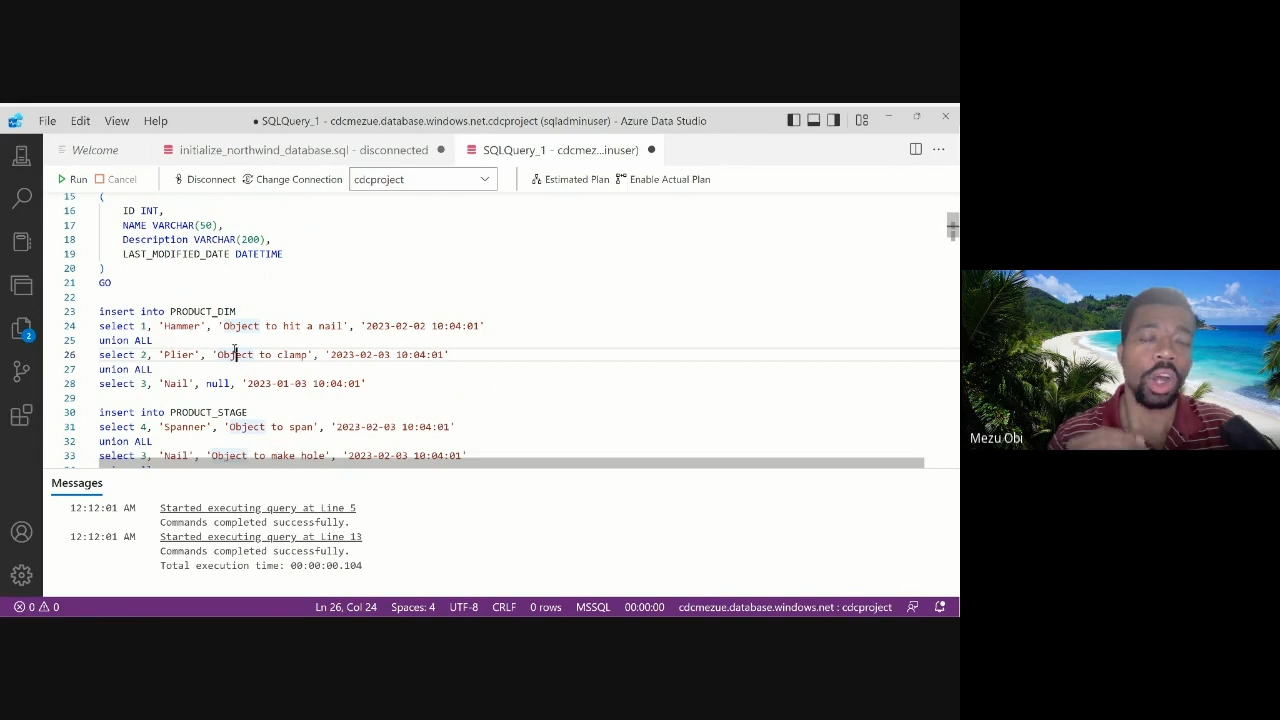 File Edit View Help
● SQLQuery_1 - cdcmezue.database.windows.net.cdcproject (sqladminuser) - Azure Data Studio
Welcome
initialize_northwind_database.sql - disconnected ●
SQLQuery_1 - cdcmez...inuser) ●
Run Cancel Disconnect Change Connection cdcproject Estimated Plan Enable Actual Plan
15 (
16 ID INT,
17 NAME VARCHAR(50),
18 Description VARCHAR(200),
19 LAST_MODIFIED_DATE DATETIME
20 )
21 GO
22
23 insert into PRODUCT_DIM
24 select 1, 'Hammer', 'Object to hit a nail', '2023-02-02 10:04:01'
25 union ALL
26 select 2, 'Plier', 'Object to clamp', '2023-02-03 10:04:01'
27 union ALL
28 select 3, 'Nail', null, '2023-01-03 10:04:01'
29
30 insert into PRODUCT_STAGE
31 select 4, 'Spanner', 'Object to span', '2023-02-03 10:04:01'
32 union ALL
33 select 3, 'Nail', 'Object to make hole', '2023-02-03 10:04:01'
2
Messages
12:12:01 AM Started executing query at Line 5
Commands completed successfully.
12:12:01 AM Started executing query at Line 13
Commands completed successfully.
Total execution time: 00:00:00.104
0 0 Ln 26, Col 24 Spaces: 4 UTF-8 CRLF 0 rows MSSQL 00:00:00 cdcmezue.database.windows.net : cdcproject
Mezu Obi